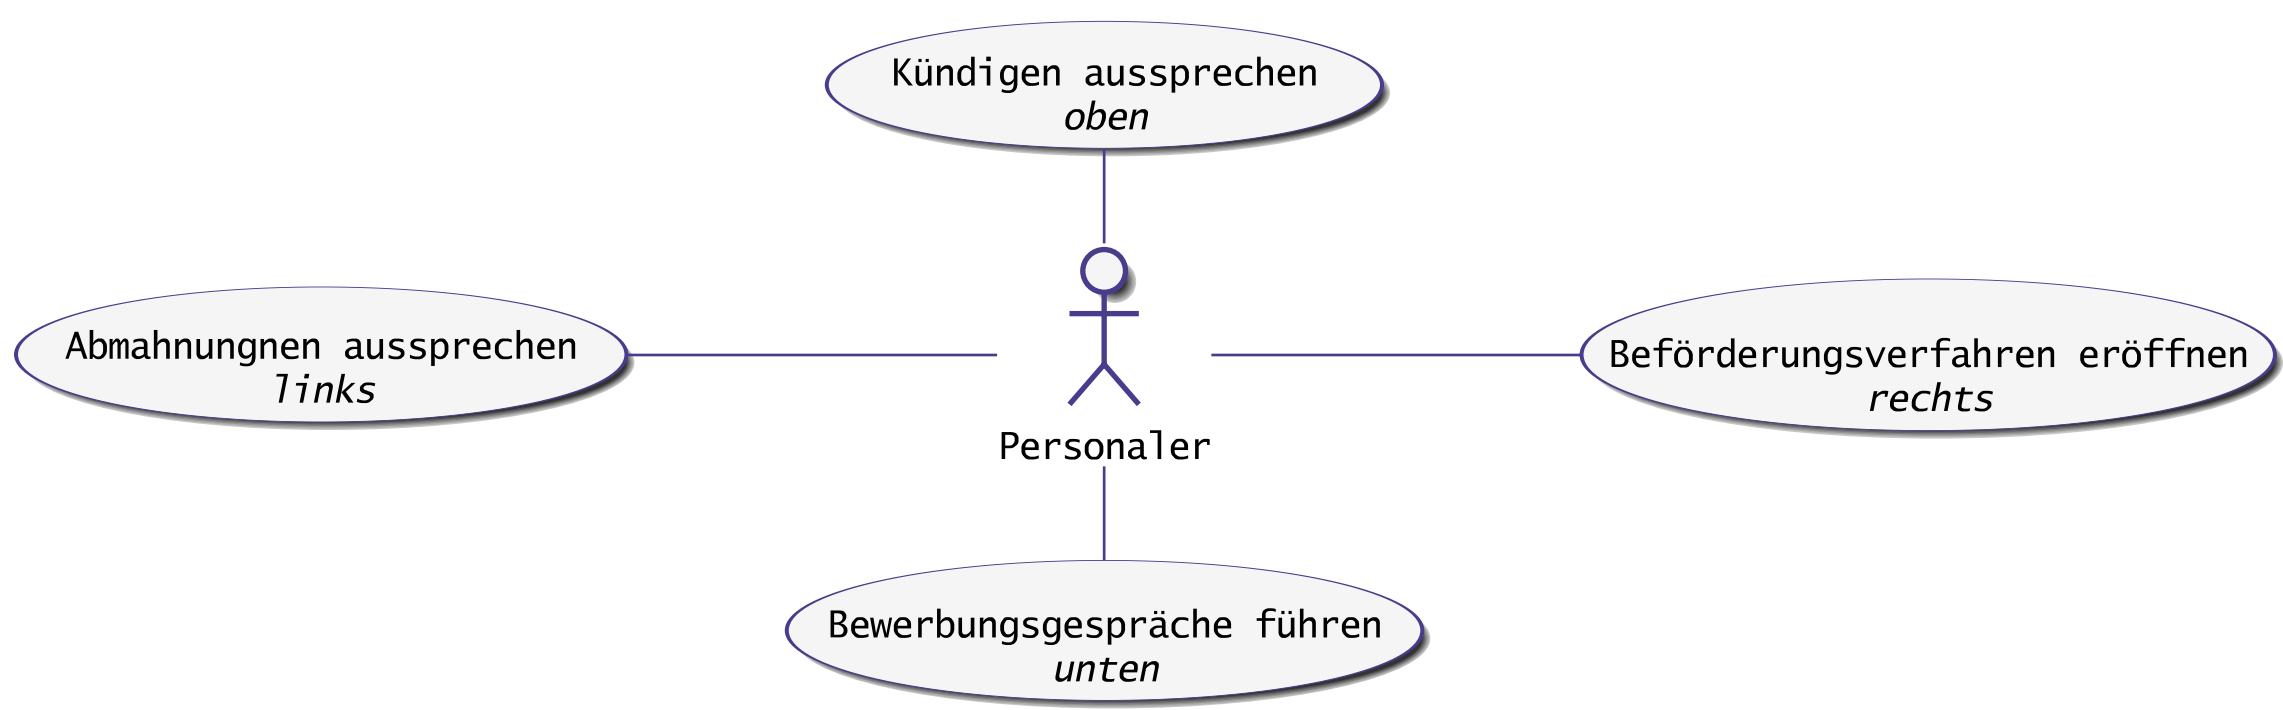 Kündigen aussprechen
oben
Abmahnungnen aussprechen
links
Beförderungsverfahren eröffnen
rechts
Personaler
Bewerbungsgespräche führen
unten